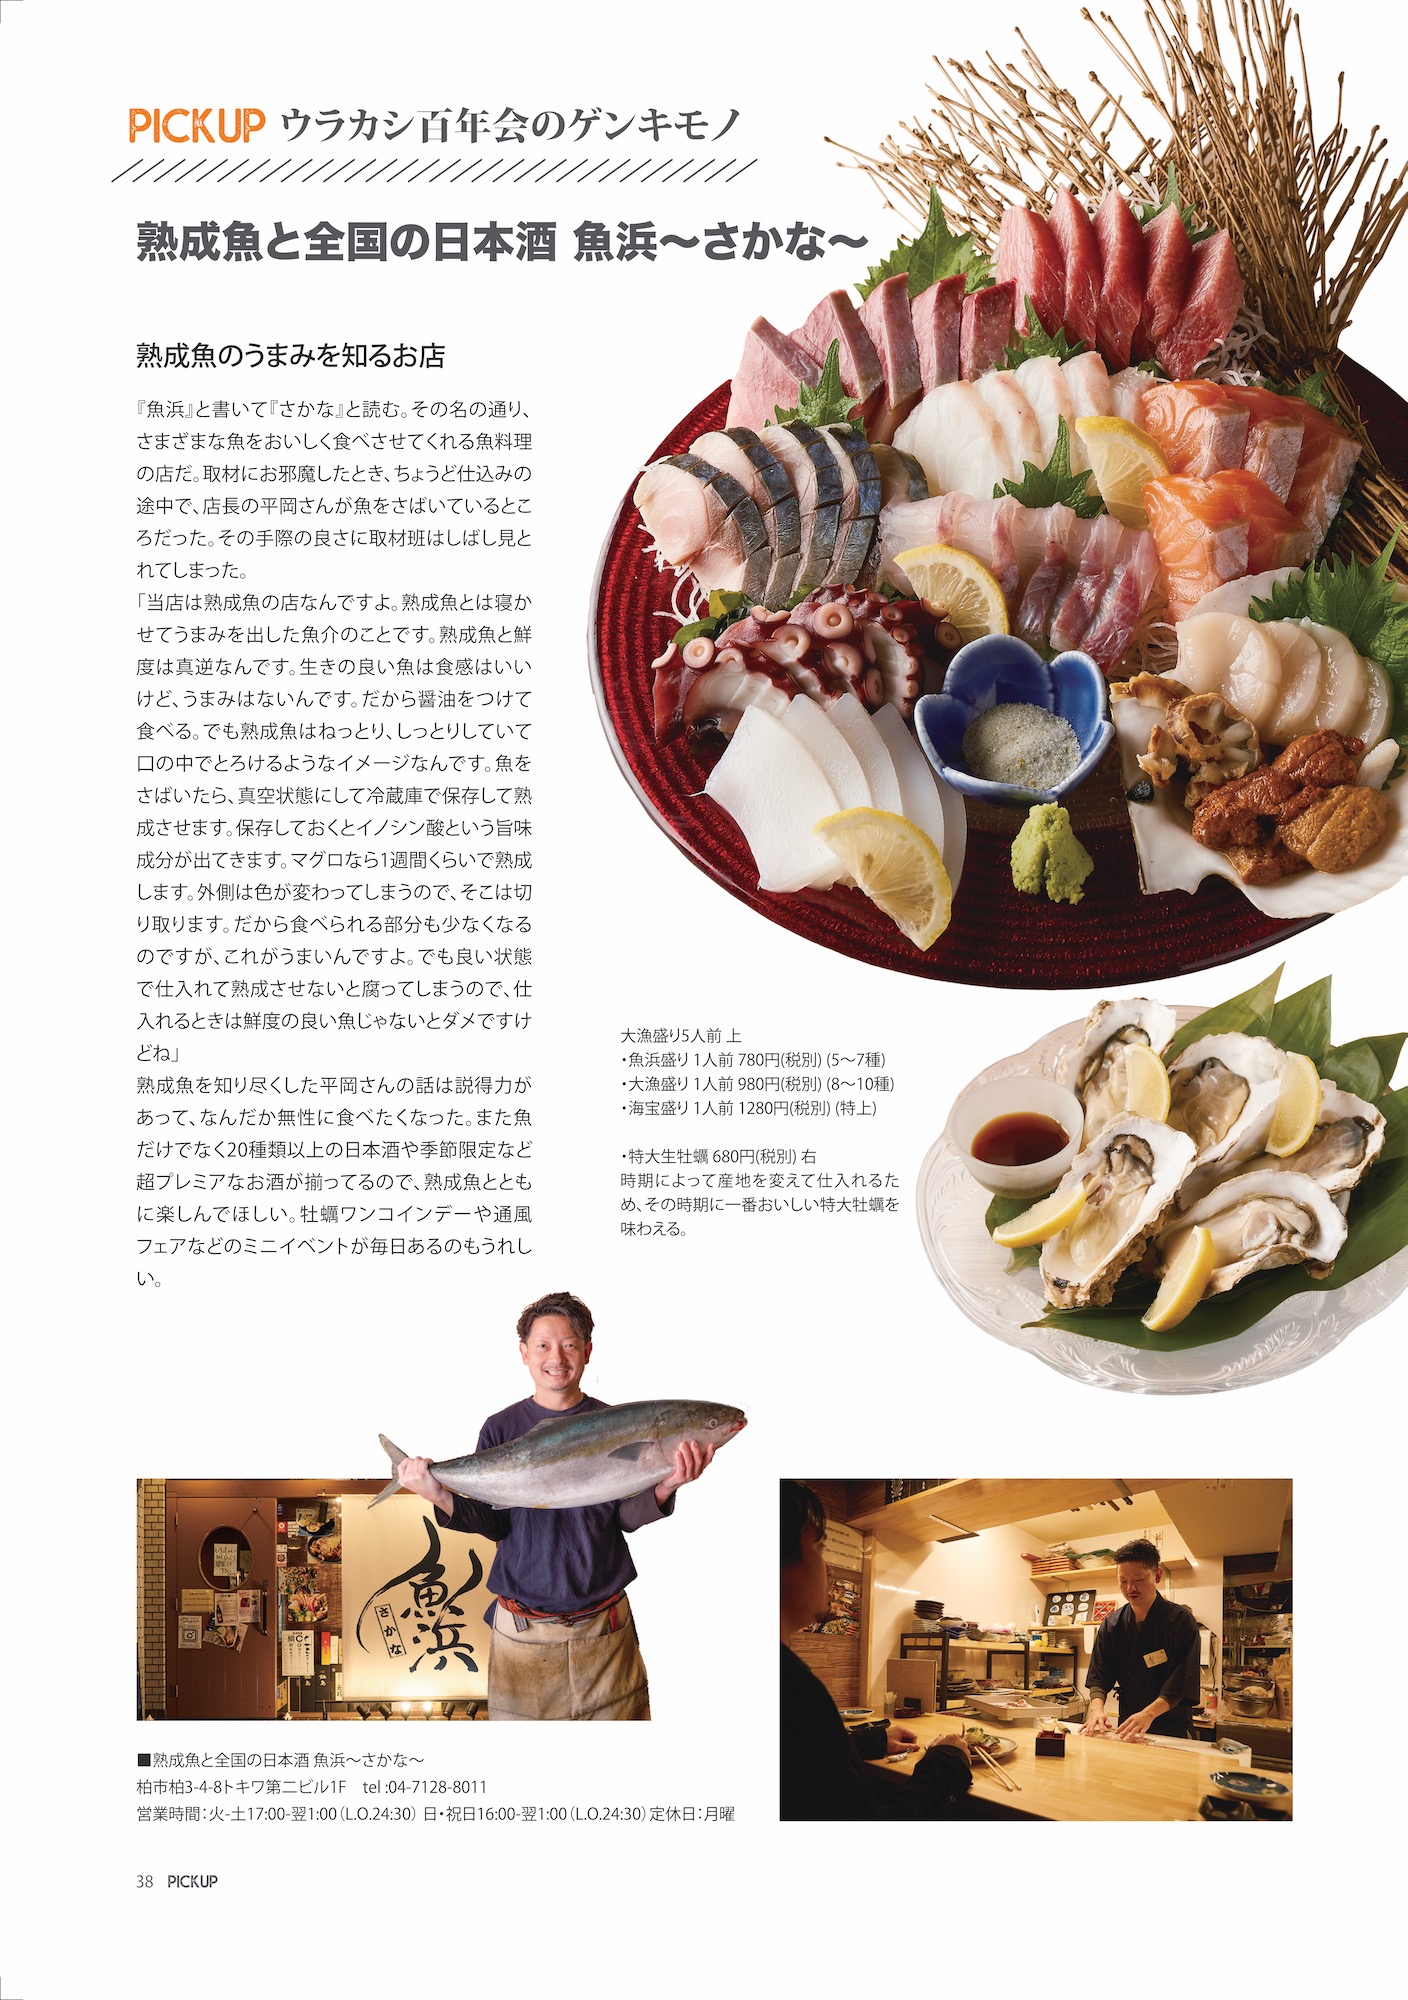 PICKUP ウラカシ百年会のゲンキモノ
熟成魚と全国の日本酒 魚浜〜さかな〜
熟成魚のうまみを知るお店
『魚浜』と書いて『さかな』と読む。その名の通り、
さまざまな魚をおいしく食べさせてくれる魚料理
の店だ。取材にお邪魔したとき、ちょうど仕込みの
途中で、店長の平岡さんが魚をさばいているとこ
ろだった。その手際の良さに取材班はしばし見と
れてしまった。
「当店は熟成魚の店なんですよ。熟成魚とは寝か
せてうまみを出した魚介のことです。熟成魚と鮮
度は真逆なんです。生きの良い魚は食感はいい
けど、うまみはないんです。だから醤油をつけて
食べる。でも熟成魚はねっとり、しっとりしていて
口の中でとろけるようなイメージなんです。魚を
さばいたら、真空状態にして冷蔵庫で保存して熟
成させます。保存しておくとイノシン酸という旨味
成分が出てきます。マグロなら1週間くらいで熟成
します。外側は色が変わってしまうので、そこは切
り取ります。だから食べられる部分も少なくなる
のですが、これがうまいんですよ。でも良い状態
で仕入れて熟成させないと腐ってしまうので、仕
入れるときは鮮度の良い魚じゃないとダメですけ
どね」
熟成魚を知り尽くした平岡さんの話は説得力が
あって、なんだか無性に食べたくなった。また魚
だけでなく20種類以上の日本酒や季節限定など
超プレミアなお酒が揃ってるので、熟成魚ととも
に楽しんでほしい。牡蠣ワンコインデーや通風
フェアなどのミニイベントが毎日あるのもうれし
い。
大漁盛り5人前 上
・魚浜盛り 1人前 780円(税別) (5〜7種)
・大漁盛り 1人前 980円(税別) (8〜10種)
・海宝盛り 1人前 1280円(税別) (特上)
・特大生牡蠣 680円(税別) 右
時期によって産地を変えて仕入れるた
め、その時期に一番おいしい特大牡蠣を
味わえる。
魚浜
さかな
■熟成魚と全国の日本酒 魚浜〜さかな〜
柏市柏3-4-8トキワ第二ビル1F tel :04-7128-8011
営業時間：火-土17:00-翌1:00（L.O.24:30） 日・祝日16:00-翌1:00（L.O.24:30）定休日：月曜
38 PICKUP